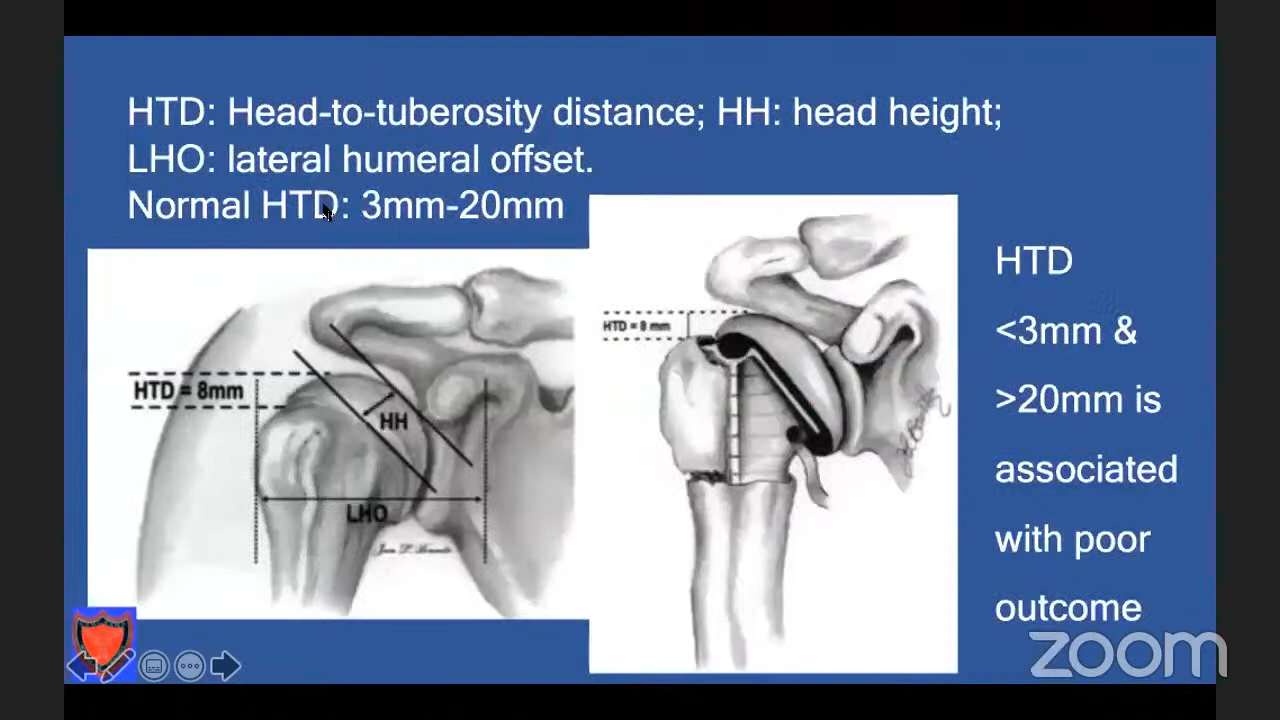 HTD: Head-to-tuberosity distance; HH: head height;
LHO: lateral humeral offset.
Normal HTD: 3mm-20mm
HTD = 8mm
HH
LHO
HTD = 8 mm
HTD
<3mm &
>20mm is
associated
with poor
outcome
zoom